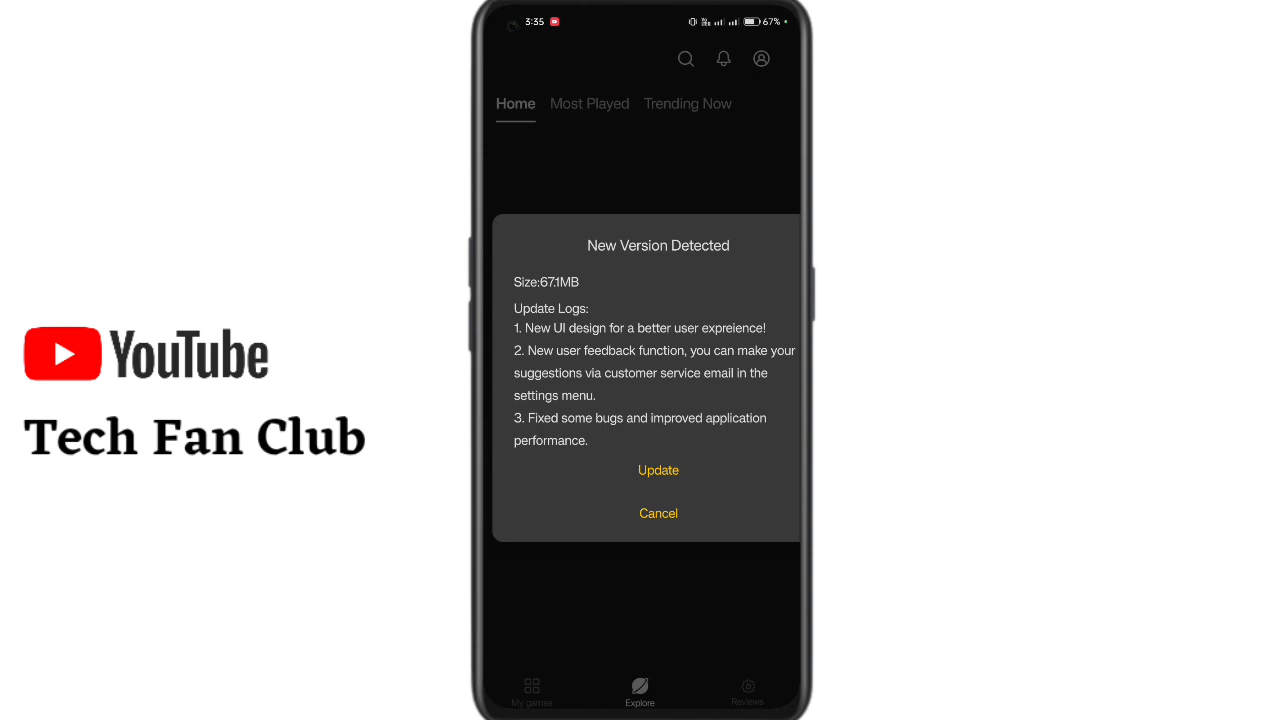 3:35
67%
Home Most Played Trending Now
New Version Detected
Size:67.1MB
Update Logs:
1. New UI design for a better user expreience!
2. New user feedback function, you can make your
suggestions via customer service email in the
settings menu.
3. Fixed some bugs and improved application
performance.
Update
Cancel
My games Explore Reviews
YouTube
Tech Fan Club